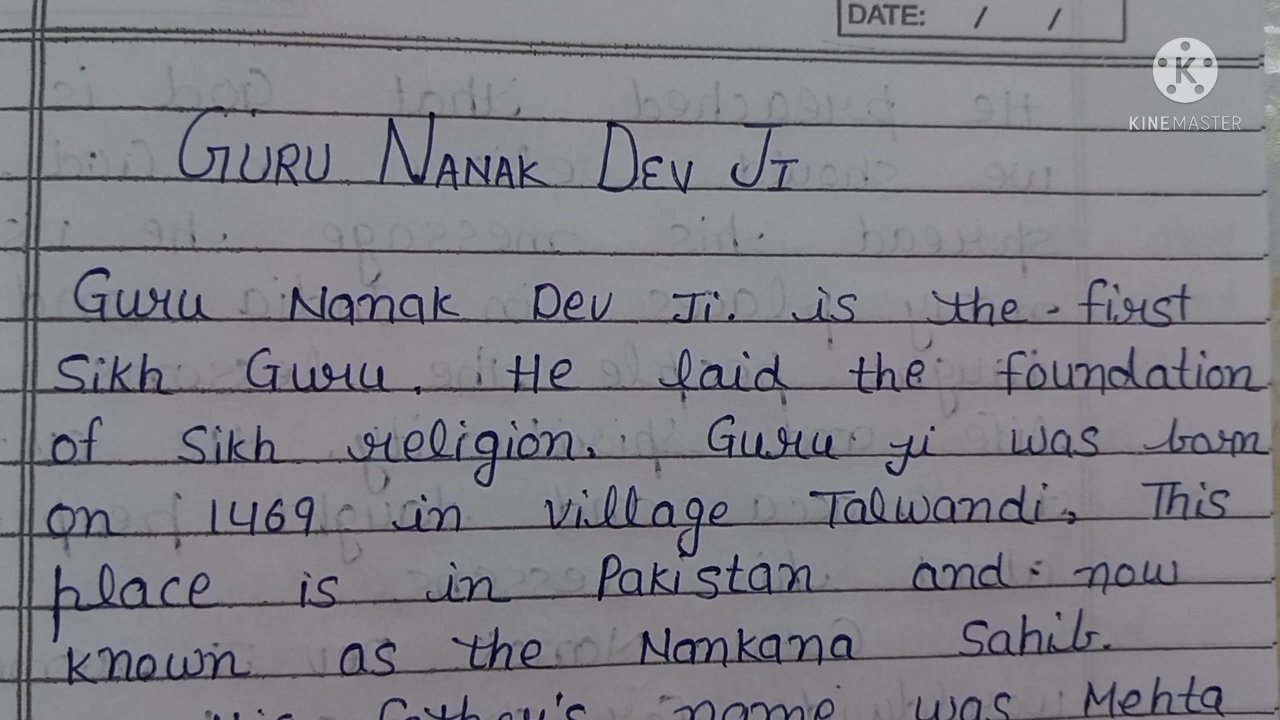 DATE: / /
KINEMASTER
GURU NANAK DEV JI
Guru Nanak Dev Ji. is the first
Sikh Guru. He laid the foundation
of Sikh religion. Guru ji was born
on 1469 in village Talwandi. This
place is in Pakistan and now
known as the Nankana Sahib.
His father's name was Mehta